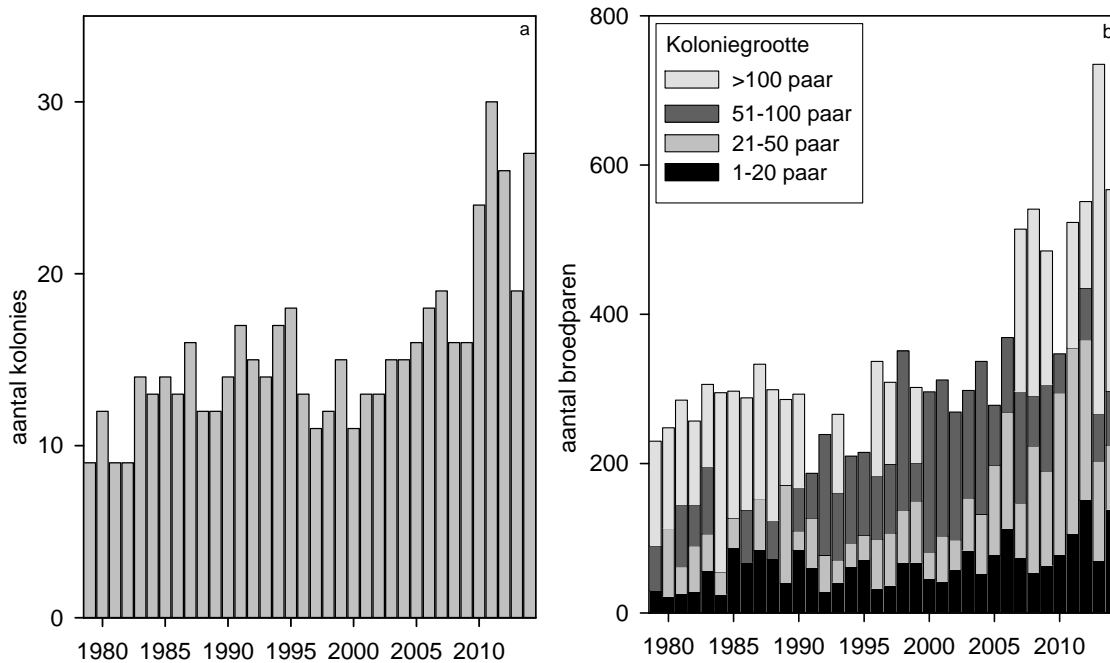 a
30
20
10
0
aantal kolonies
1980 1985 1990 1995 2000 2005 2010
b
800
600
400
200
0
aantal broedparen
Koloniegrootte
>100 paar
51-100 paar
21-50 paar
1-20 paar
1980 1985 1990 1995 2000 2005 2010